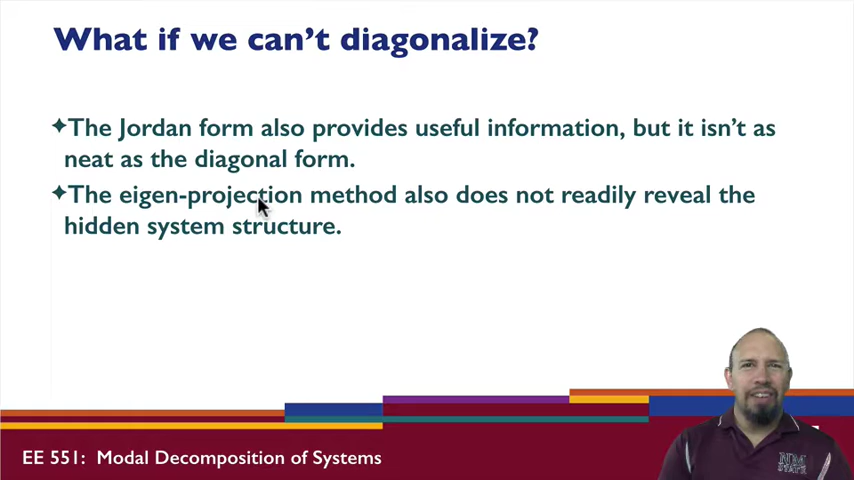 What if we can't diagonalize?
✦The Jordan form also provides useful information, but it isn't as
neat as the diagonal form.
✦The eigen-projection method also does not readily reveal the
hidden system structure.
EE 551: Modal Decomposition of Systems
NM
STATE